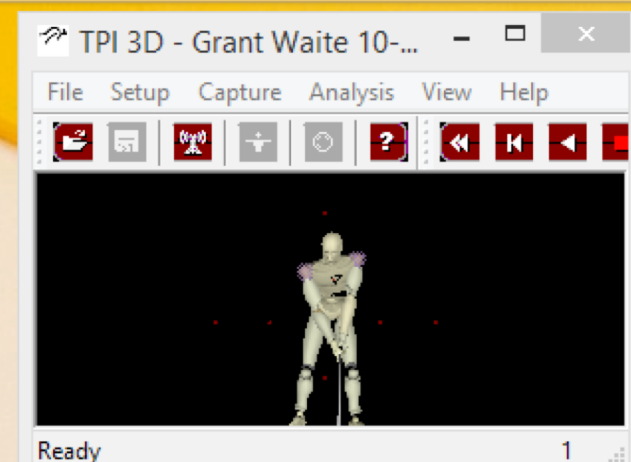 TPI 3D - Grant Waite 10-...
File Setup Capture Analysis View Help
?
Ready 1